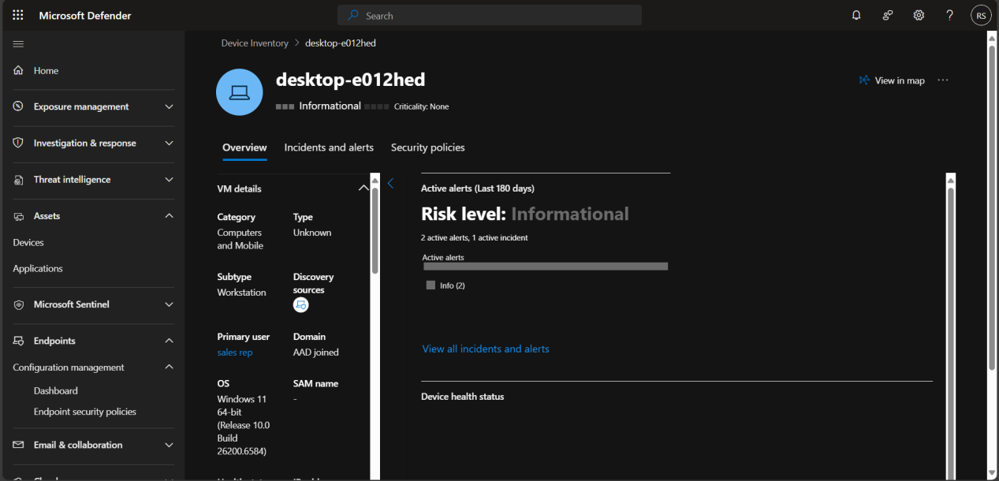 Microsoft Defender
Search
RS
Home
Exposure management
Investigation & response
Threat intelligence
Assets
Devices
Applications
Microsoft Sentinel
Endpoints
Configuration management
Dashboard
Endpoint security policies
Email & collaboration
Device Inventory > desktop-e012hed
desktop-e012hed
Informational Criticality: None
View in map ...
Overview Incidents and alerts Security policies
VM details
Category Type
Computers Unknown
and Mobile
Subtype Discovery
Workstation sources
Primary user Domain
sales rep AAD joined
OS SAM name
Windows 11 -
64-bit
(Release 10.0
Build
26200.6584)
Active alerts (Last 180 days)
Risk level: Informational
2 active alerts, 1 active incident
Active alerts
Info (2)
View all incidents and alerts
Device health status